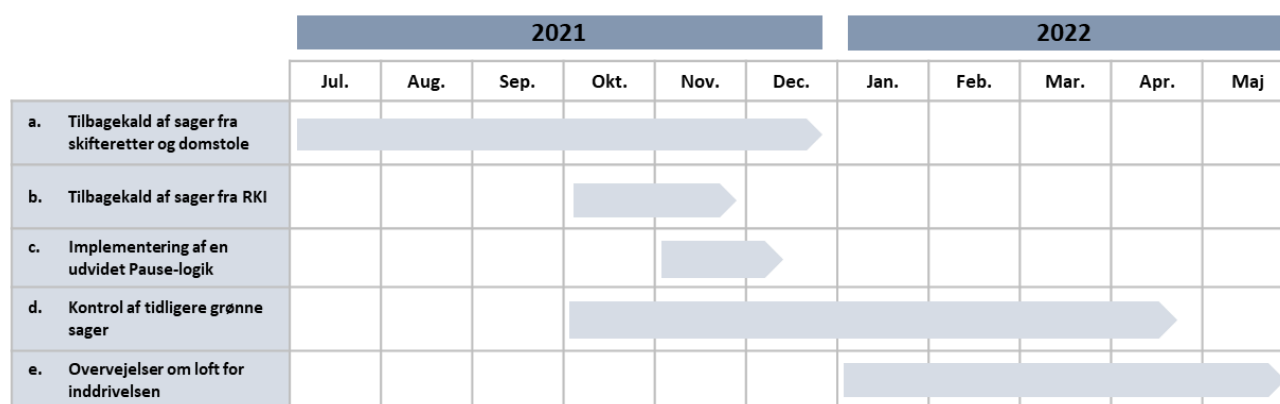 2021 2022
Jul. Aug. Sep. Okt. Nov. Dec. Jan. Feb. Mar. Apr. Maj
a. Tilbagekald af sager fra
skifteretter og domstole
b. Tilbagekald af sager fra RKI
c. Implementering af en
udvidet Pause-logik
d. Kontrol af tidligere grønne
sager
e. Overvejelser om loft for
inddrivelsen